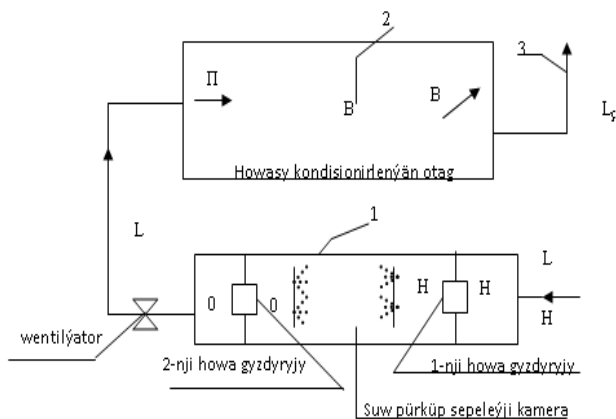 2
3
П
В
В
Lç
Howasy kondisionirlenýän otag
1
L
L
0
0
H
H
H
wentilýator
2-nji howa gyzdyryjy
1-nji howa gyzdyryjy
Suw pürküp sepeleýji kamera